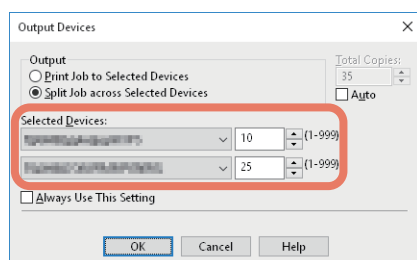 Output Devices
Output
Print Job to Selected Devices
Split Job across Selected Devices
Total Copies:
35
Auto
Selected Devices:
10 (1-999)
25 (1-999)
Always Use This Setting
OK Cancel Help